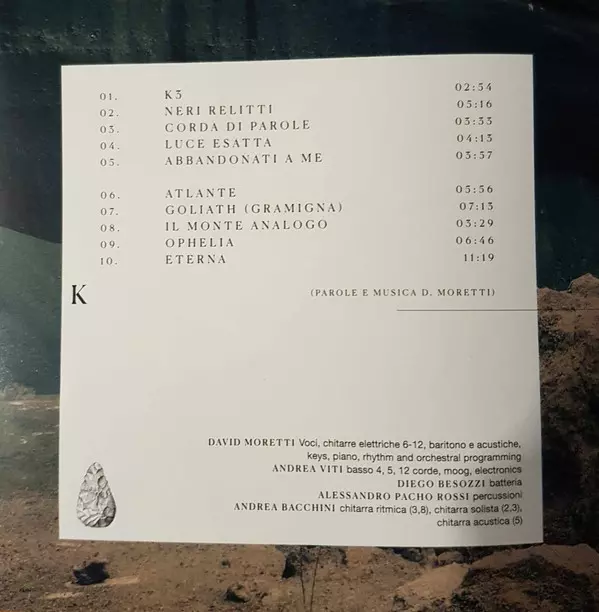 01. K3 02:54
02. NERI RELITTI 05:16
03. CORDA DI PAROLE 03:33
04. LUCE ESATTA 04:13
05. ABBANDONATI A ME 03:57
06. ATLANTE 05:56
07. GOLIATH (GRAMIGNA) 07:13
08. IL MONTE ANALOGO 03:29
09. OPHELIA 06:46
10. ETERNA 11:19
K
(PAROLE E MUSICA D. MORETTI)
DAVID MORETTI Voci, chitarre elettriche 6-12, baritono e acustiche,
keys, piano, rhythm and orchestral programming
ANDREA VITI basso 4, 5, 12 corde, moog, electronics
DIEGO BESOZZI batteria
ALESSANDRO PACHO ROSSI percussioni
ANDREA BACCHINI chitarra ritmica (3,8), chitarra solista (2,3),
chitarra acustica (5)